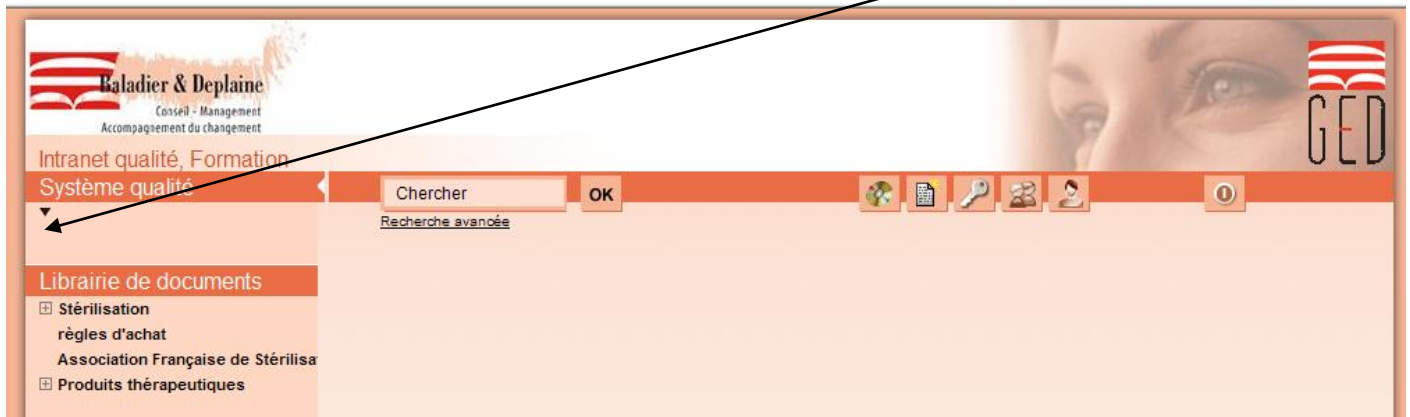 Baladier & Deplaine
Conseil - Management
Accompagnement du changement
GED
Intranet qualité, Formation
Système qualité
Chercher
OK
Recherche avancée
Librairie de documents
Stérilisation
règles d'achat
Association Française de Stérilisa
Produits thérapeutiques